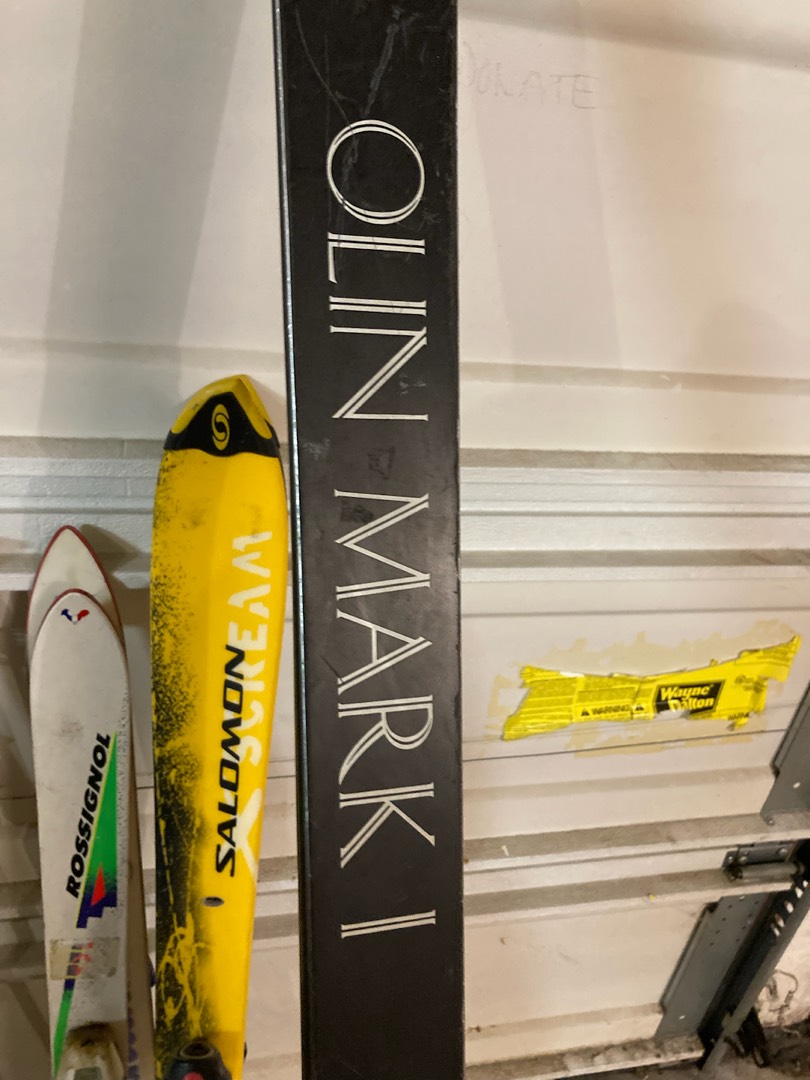 OLIN MARK I
SCREAM
SALOMON
ROSSIGNOL
WARNING
Wayne
Dalton